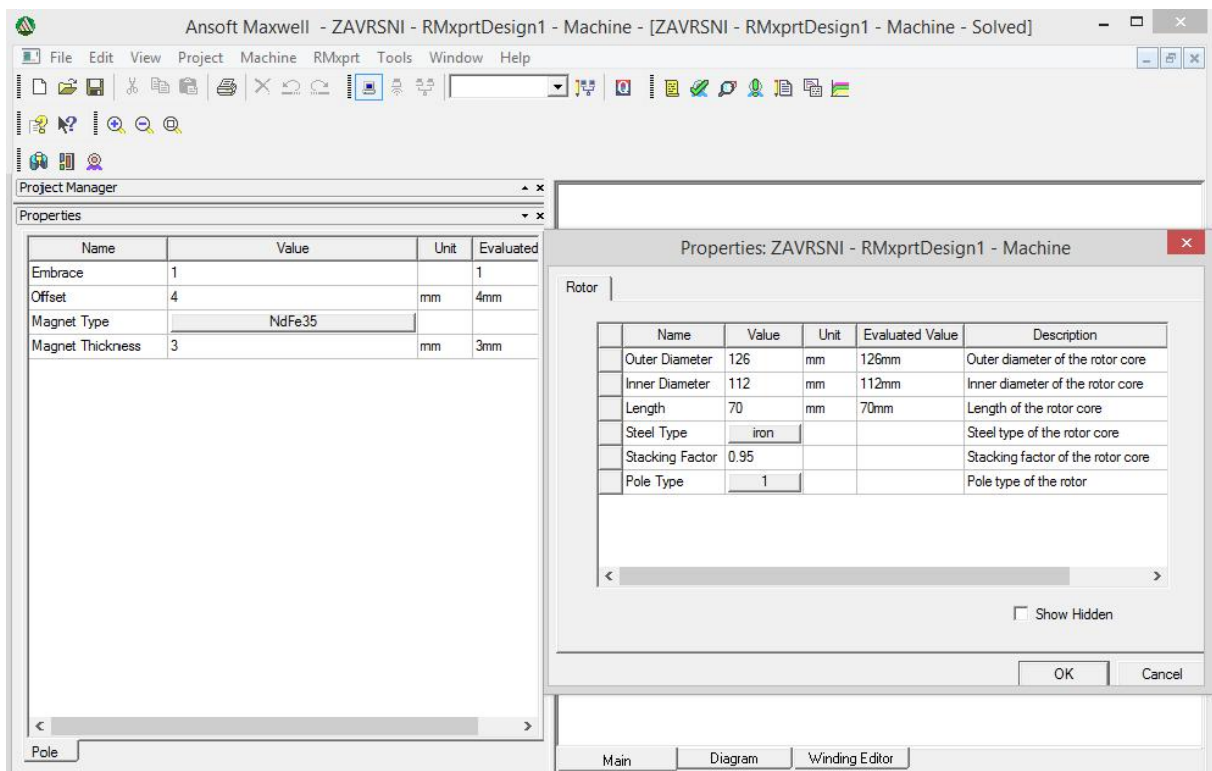 Ansoft Maxwell - ZAVRSNI - RMxprtDesign1 - Machine - [ZAVRSNI - RMxprtDesign1 - Machine - Solved]
File Edit View Project Machine RMxprt Tools Window Help
Project Manager
Properties
Name Value Unit Evaluated
Embrace 1 1
Offset 4 mm 4mm
Magnet Type NdFe35
Magnet Thickness 3 mm 3mm
Pole
Properties: ZAVRSNI - RMxprtDesign1 - Machine
Rotor
Name Value Unit Evaluated Value Description
Outer Diameter 126 mm 126mm Outer diameter of the rotor core
Inner Diameter 112 mm 112mm Inner diameter of the rotor core
Length 70 mm 70mm Length of the rotor core
Steel Type iron Steel type of the rotor core
Stacking Factor 0.95 Stacking factor of the rotor core
Pole Type 1 Pole type of the rotor
Show Hidden
OK Cancel
Main Diagram Winding Editor